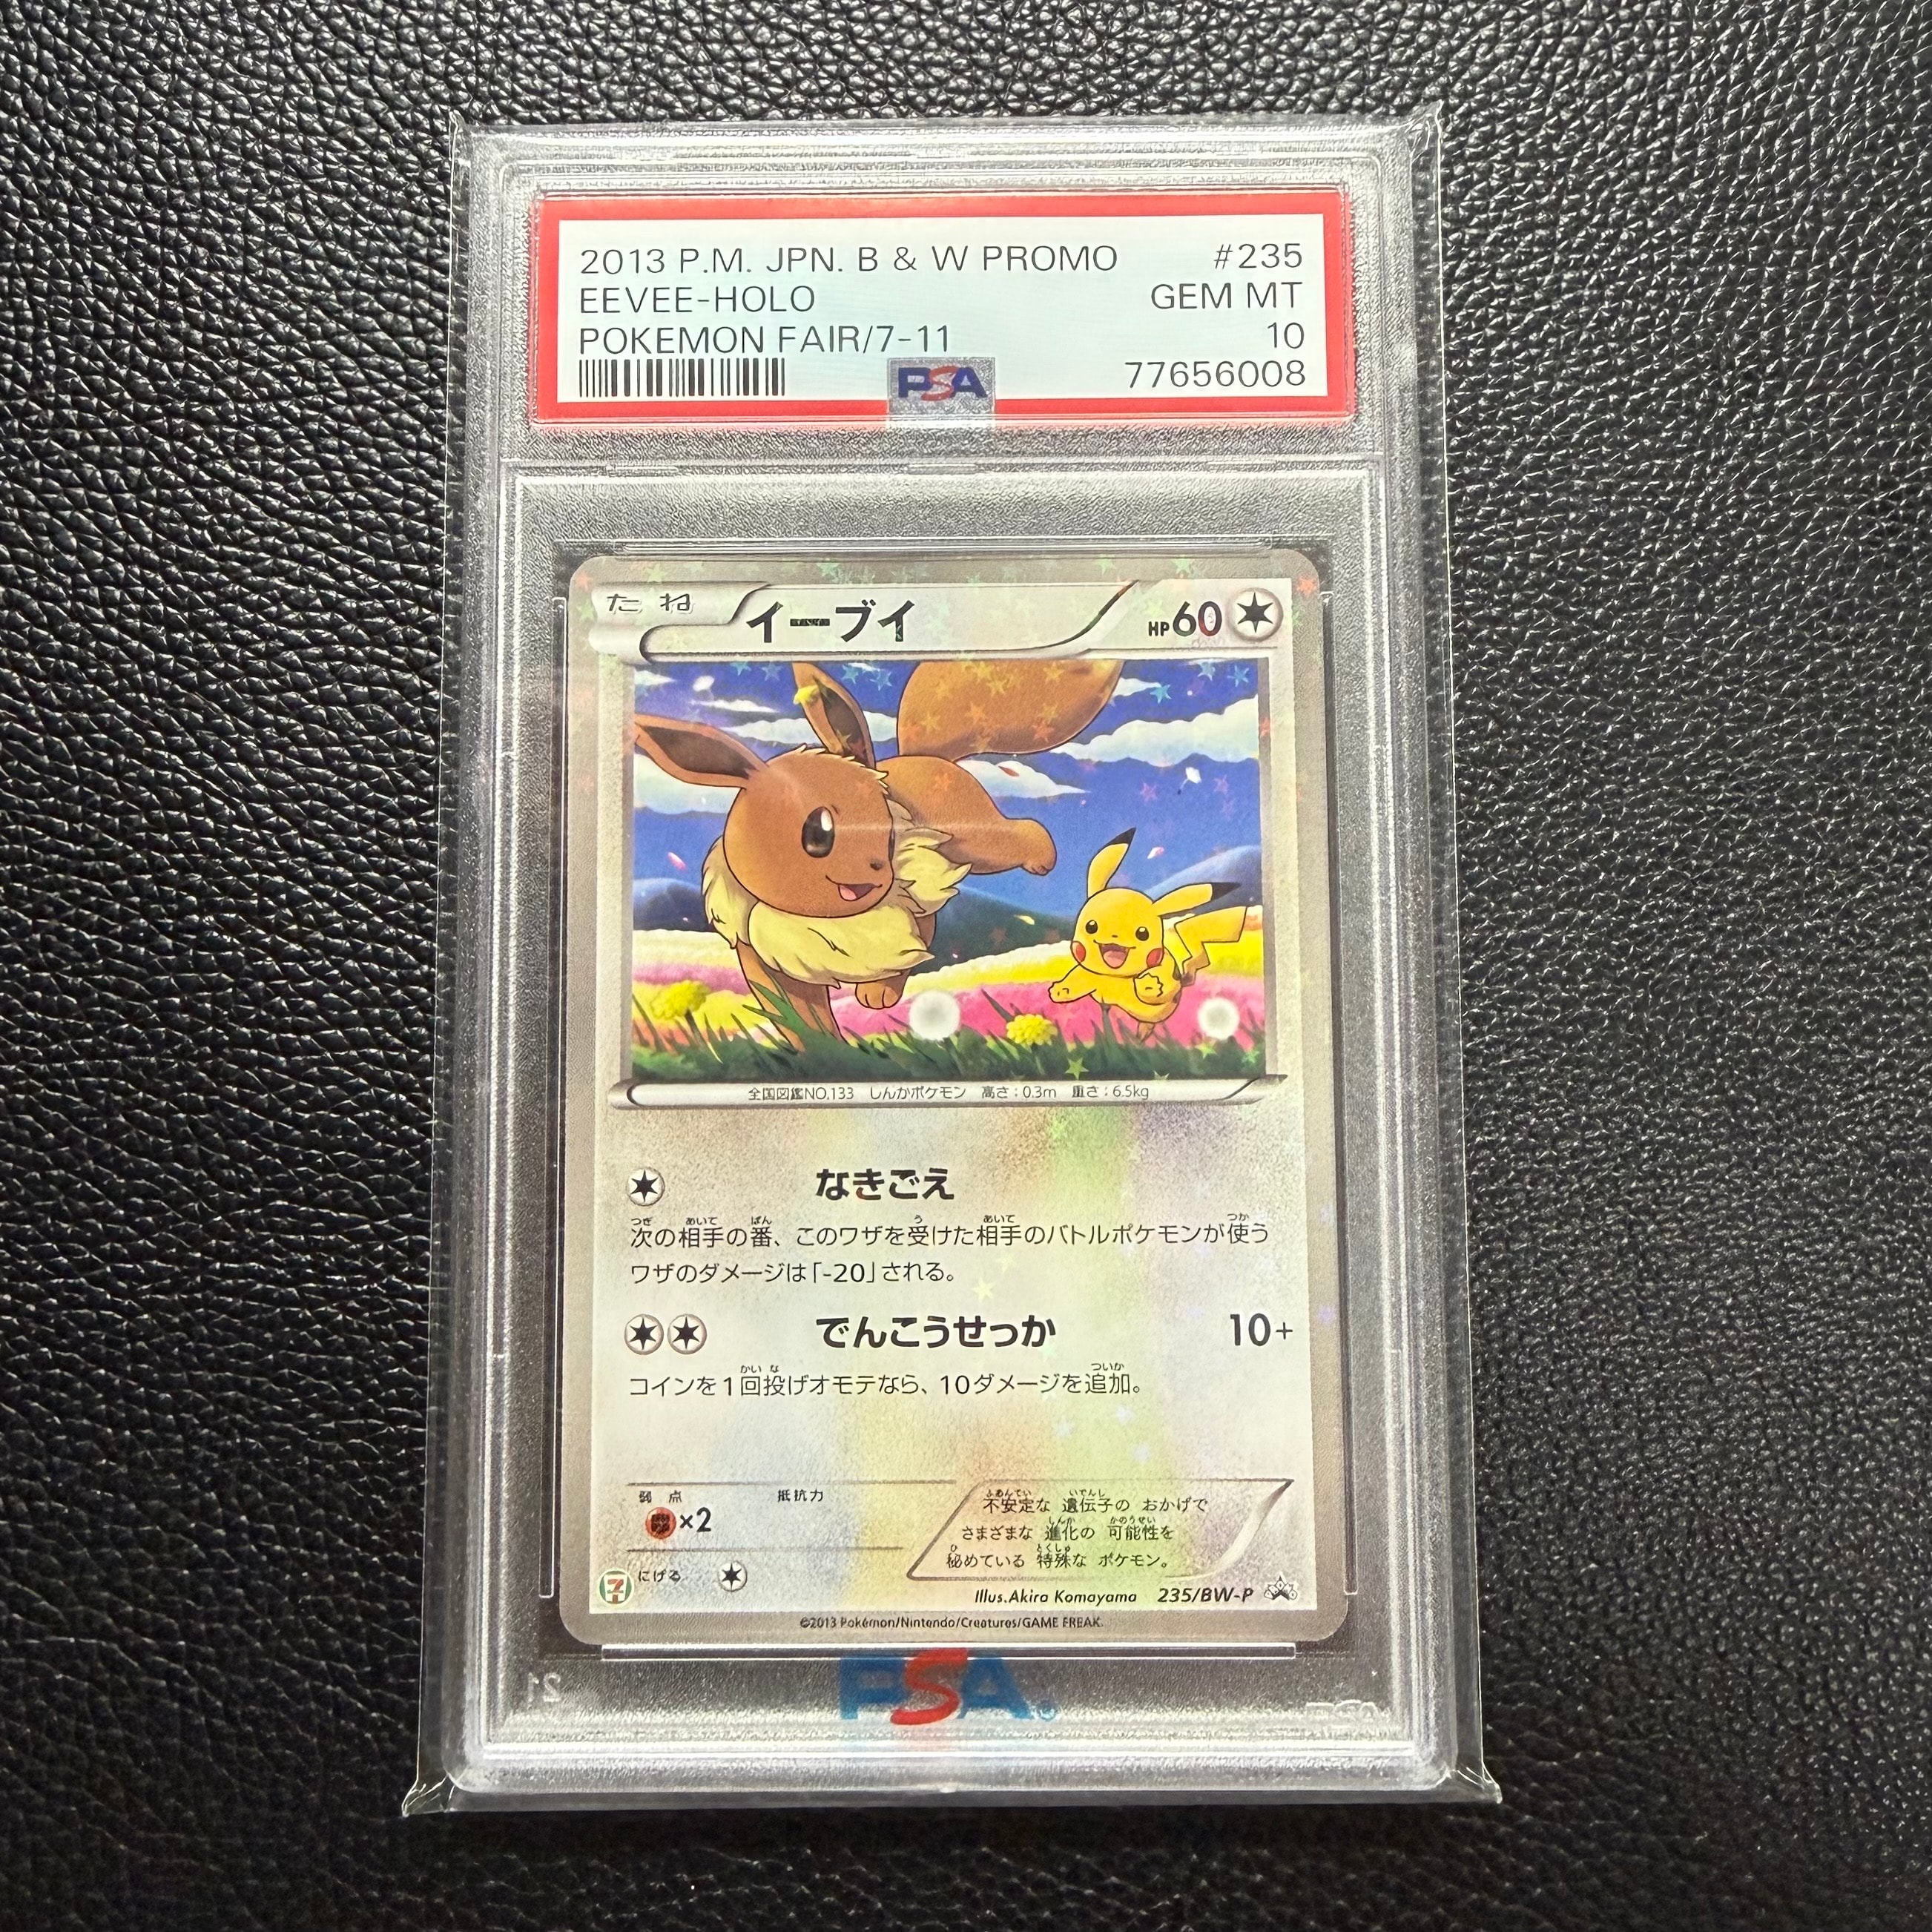 2013 P.M. JPN. B & W PROMO #235
EEVEE-HOLO GEM MT
POKEMON FAIR/7-11 10
PSA 77656008
たね イーブイ HP60
全国図鑑NO.133 しんかポケモン 高さ:0.3m 重さ:6.5kg
なきごえ
次の相手の番、このワザを受けた相手のバトルポケモンが使う
ワザのダメージは「-20」される。
でんこうせっか 10+
コインを1回投げオモテなら、10ダメージを追加。
弱点 抵抗力
×2
にげる
不安定な 遺伝子の おかげで
さまざまな 進化の 可能性を
秘めている 特殊な ポケモン。
7
Illus.Akira Komayama 235/BW-P
©2013 Pokémon/Nintendo/Creatures/GAME FREAK.
PSA